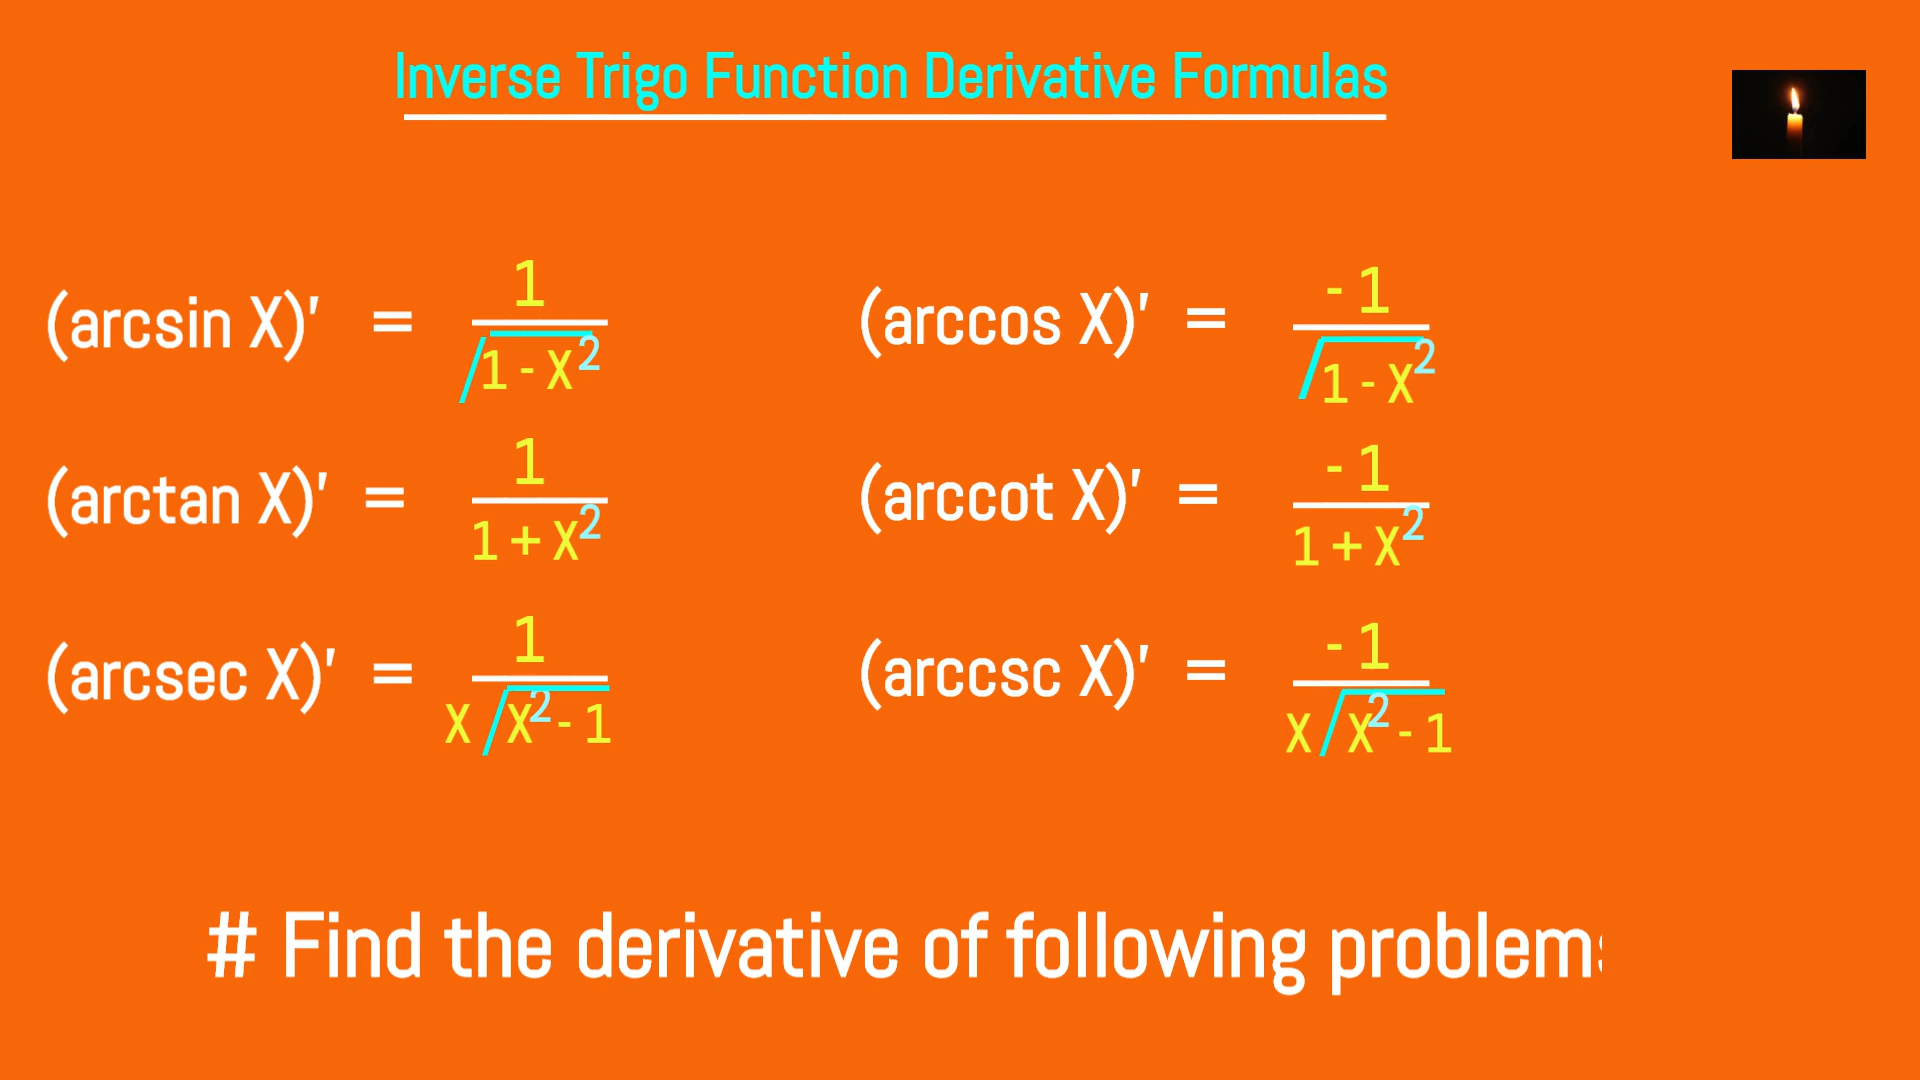 Inverse Trigo Function Derivative Formulas
(arcsin X)' = 1 / √(1 - X²)
(arccos X)' = -1 / √(1 - X²)
(arctan X)' = 1 / (1 + X²)
(arccot X)' = -1 / (1 + X²)
(arcsec X)' = 1 / (X √(X² - 1))
(arccsc X)' = -1 / (X √(X² - 1))
# Find the derivative of following problems